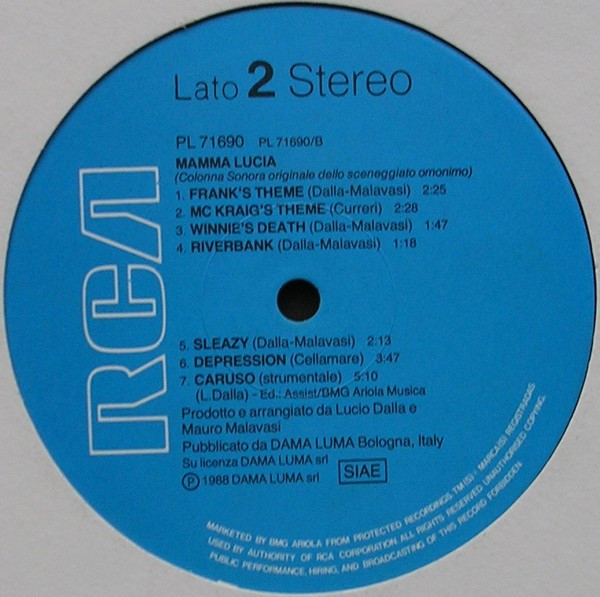 Lato 2 Stereo
PL 71690 PL 71690/B
MAMMA LUCIA
(Colonna Sonora originale dello sceneggiato omonimo)
1. FRANK'S THEME (Dalla-Malavasi) 2:25
2. MC KRAIG'S THEME (Curreri) 2:28
3. WINNIE'S DEATH (Dalla-Malavasi) 1:47
4. RIVERBANK (Dalla-Malavasi) 1:18
RCA
5. SLEAZY (Dalla-Malavasi) 2:13
6. DEPRESSION (Cellamare) 3:47
7. CARUSO (strumentale) 5:10
(L.Dalla) - Ed.: Assist/BMG Ariola Musica
Prodotto e arrangiato da Lucio Dalla e
Mauro Malavasi
Pubblicato da DAMA LUMA Bologna, Italy
Su licenza DAMA LUMA srl
Ⓟ 1988 DAMA LUMA srl SIAE
MARKETED BY BMG ARIOLA FROM PROTECTED RECORDINGS TM(S) ® MARCA(S) REGISTRADAS
USED BY AUTHORITY OF RCA CORPORATION. ALL RIGHTS RESERVED. UNAUTHORISED COPYING,
PUBLIC PERFORMANCE, HIRING, AND BROADCASTING OF THIS RECORD FORBIDDEN.